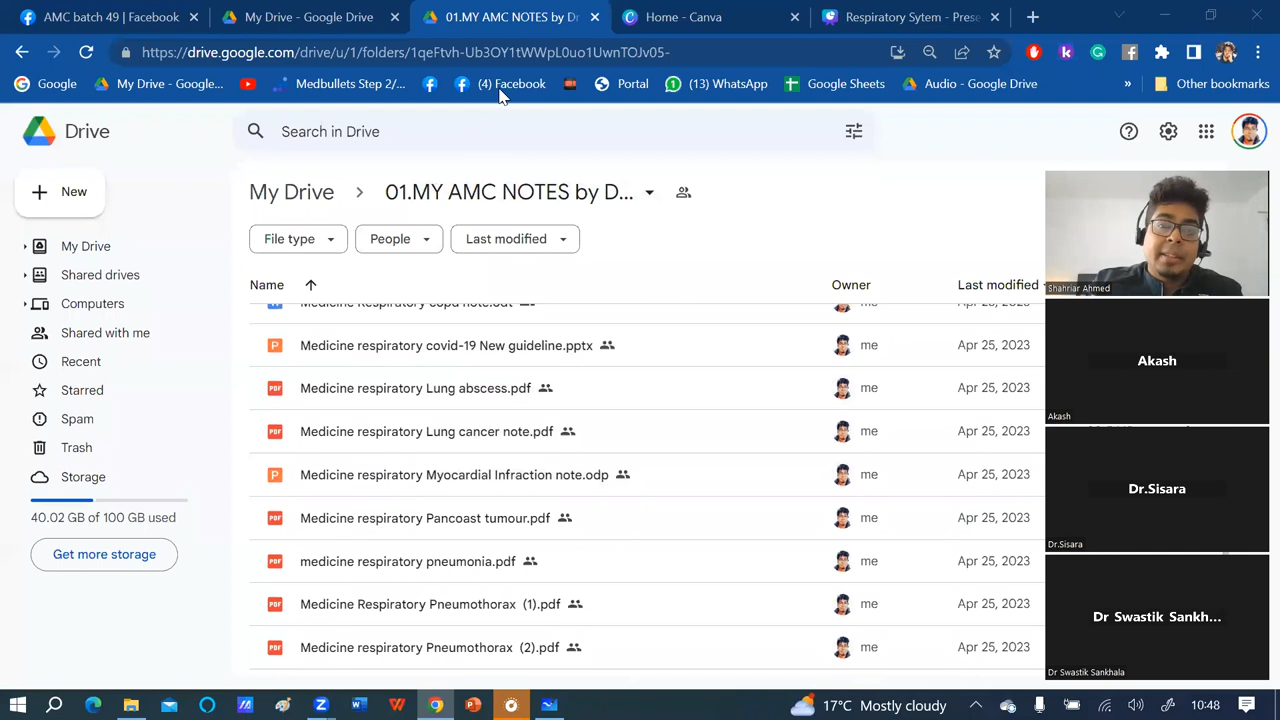 AMC batch 49 | Facebook
My Drive - Google Drive
01.MY AMC NOTES by Dr
Home - Canva
Respiratory Sytem - Prese
https://drive.google.com/drive/u/1/folders/1qeFtvh-Ub3OY1tWWpL0uo1UwnTOJv05-
Google
My Drive - Google...
Medbullets Step 2/...
(4) Facebook
Portal
(13) WhatsApp
Google Sheets
Audio - Google Drive
»
Other bookmarks
Drive
Search in Drive
New
My Drive > 01.MY AMC NOTES by D...
File type
People
Last modified
My Drive
Shared drives
Computers
Shared with me
Recent
Starred
Spam
Trash
Storage
40.02 GB of 100 GB used
Get more storage
Name Owner Last modified
Medicine respiratory covid-19 New guideline.pptx me Apr 25, 2023
Medicine respiratory Lung abscess.pdf me Apr 25, 2023
Medicine respiratory Lung cancer note.pdf me Apr 25, 2023
Medicine respiratory Myocardial Infraction note.odp me Apr 25, 2023
Medicine respiratory Pancoast tumour.pdf me Apr 25, 2023
medicine respiratory pneumonia.pdf me Apr 25, 2023
Medicine Respiratory Pneumothorax (1).pdf me Apr 25, 2023
Medicine respiratory Pneumothorax (2).pdf me Apr 25, 2023
Shahriar Ahmed
Akash
Akash
Dr.Sisara
Dr.Sisara
Dr Swastik Sankh...
Dr Swastik Sankhala
17°C Mostly cloudy
10:48